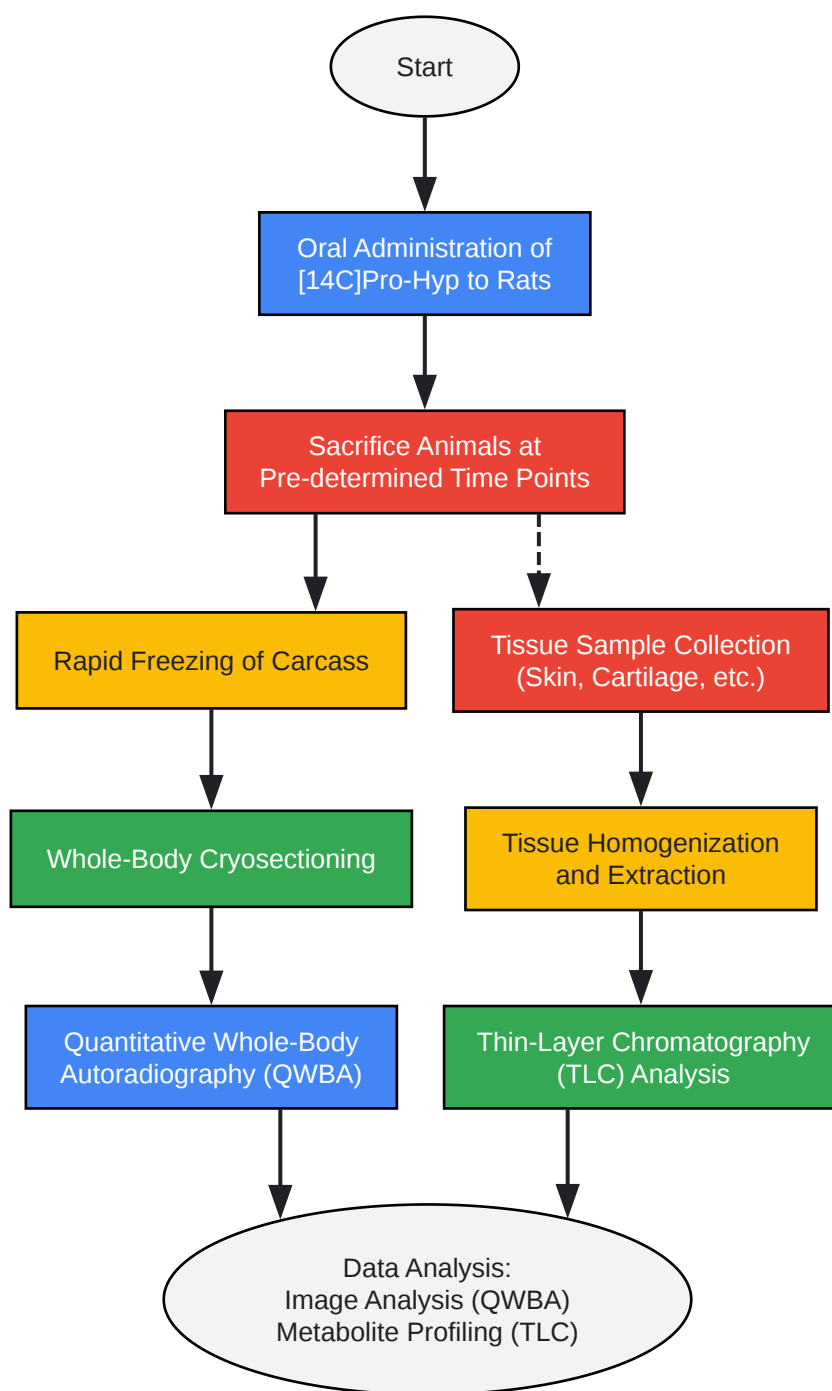 Start
Oral Administration of
[14C]Pro-Hyp to Rats
Sacrifice Animals at
Pre-determined Time Points
Rapid Freezing of Carcass
Tissue Sample Collection
(Skin, Cartilage, etc.)
Whole-Body Cryosectioning
Tissue Homogenization
and Extraction
Quantitative Whole-Body
Autoradiography (QWBA)
Thin-Layer Chromatography
(TLC) Analysis
Data Analysis:
Image Analysis (QWBA)
Metabolite Profiling (TLC)